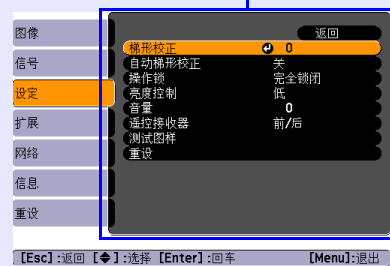 图像
信号
设定
扩展
网络
信息
重设
返回
梯形校正 0
自动梯形校正 关
操作锁 完全锁闭
亮度控制 低
音量 0
遥控接收器 前/后
测试图样
重设
[Esc] :返回 [◆] :选择 [Enter] :回车 [Menu] :退出